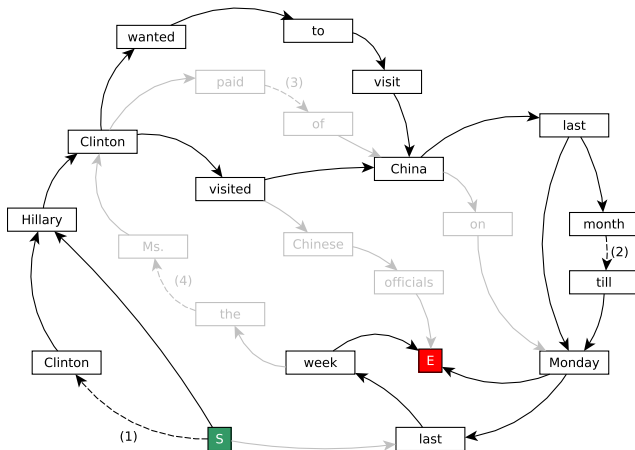 wanted
to
paid
(3)
visit
of
last
Clinton
China
visited
Hillary
on
month
Ms.
Chinese
(2)
(4)
officials
till
the
Clinton
week
E
Monday
(1)
S
last